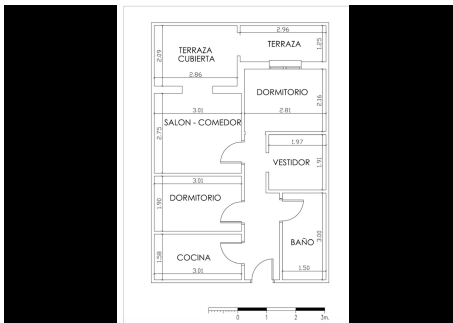 2.96
TERRAZA
1.25
2.09
TERRAZA
CUBIERTA
2.86
DORMITORIO
2.16
3.01
2.81
SALON - COMEDOR
2.75
1.97
VESTIDOR
1.91
3.01
DORMITORIO
1.90
BAÑO
3.00
1.58
COCINA
3.01
1.50
0 1 2 3m.